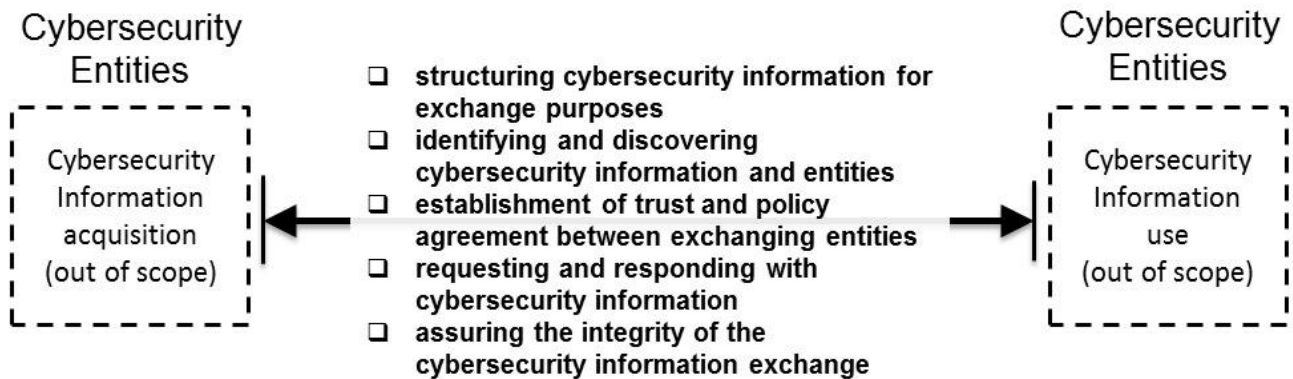 Cybersecurity
Entities
Cybersecurity
Information
acquisition
(out of scope)
❑ structuring cybersecurity information for
exchange purposes
❑ identifying and discovering
cybersecurity information and entities
❑ establishment of trust and policy
agreement between exchanging entities
❑ requesting and responding with
cybersecurity information
❑ assuring the integrity of the
cybersecurity information exchange
Cybersecurity
Entities
Cybersecurity
Information
use
(out of scope)